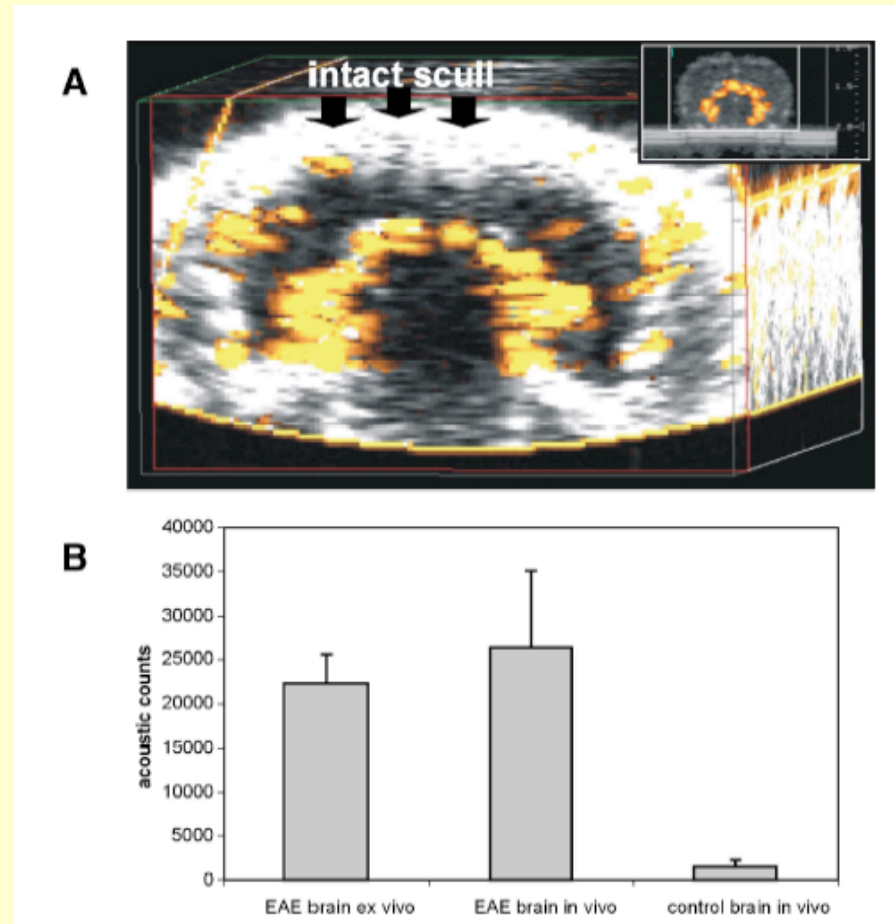 A
intact scull
B
acoustic counts
40000
35000
30000
25000
20000
15000
10000
5000
0
EAE brain ex vivo
EAE brain in vivo
control brain in vivo